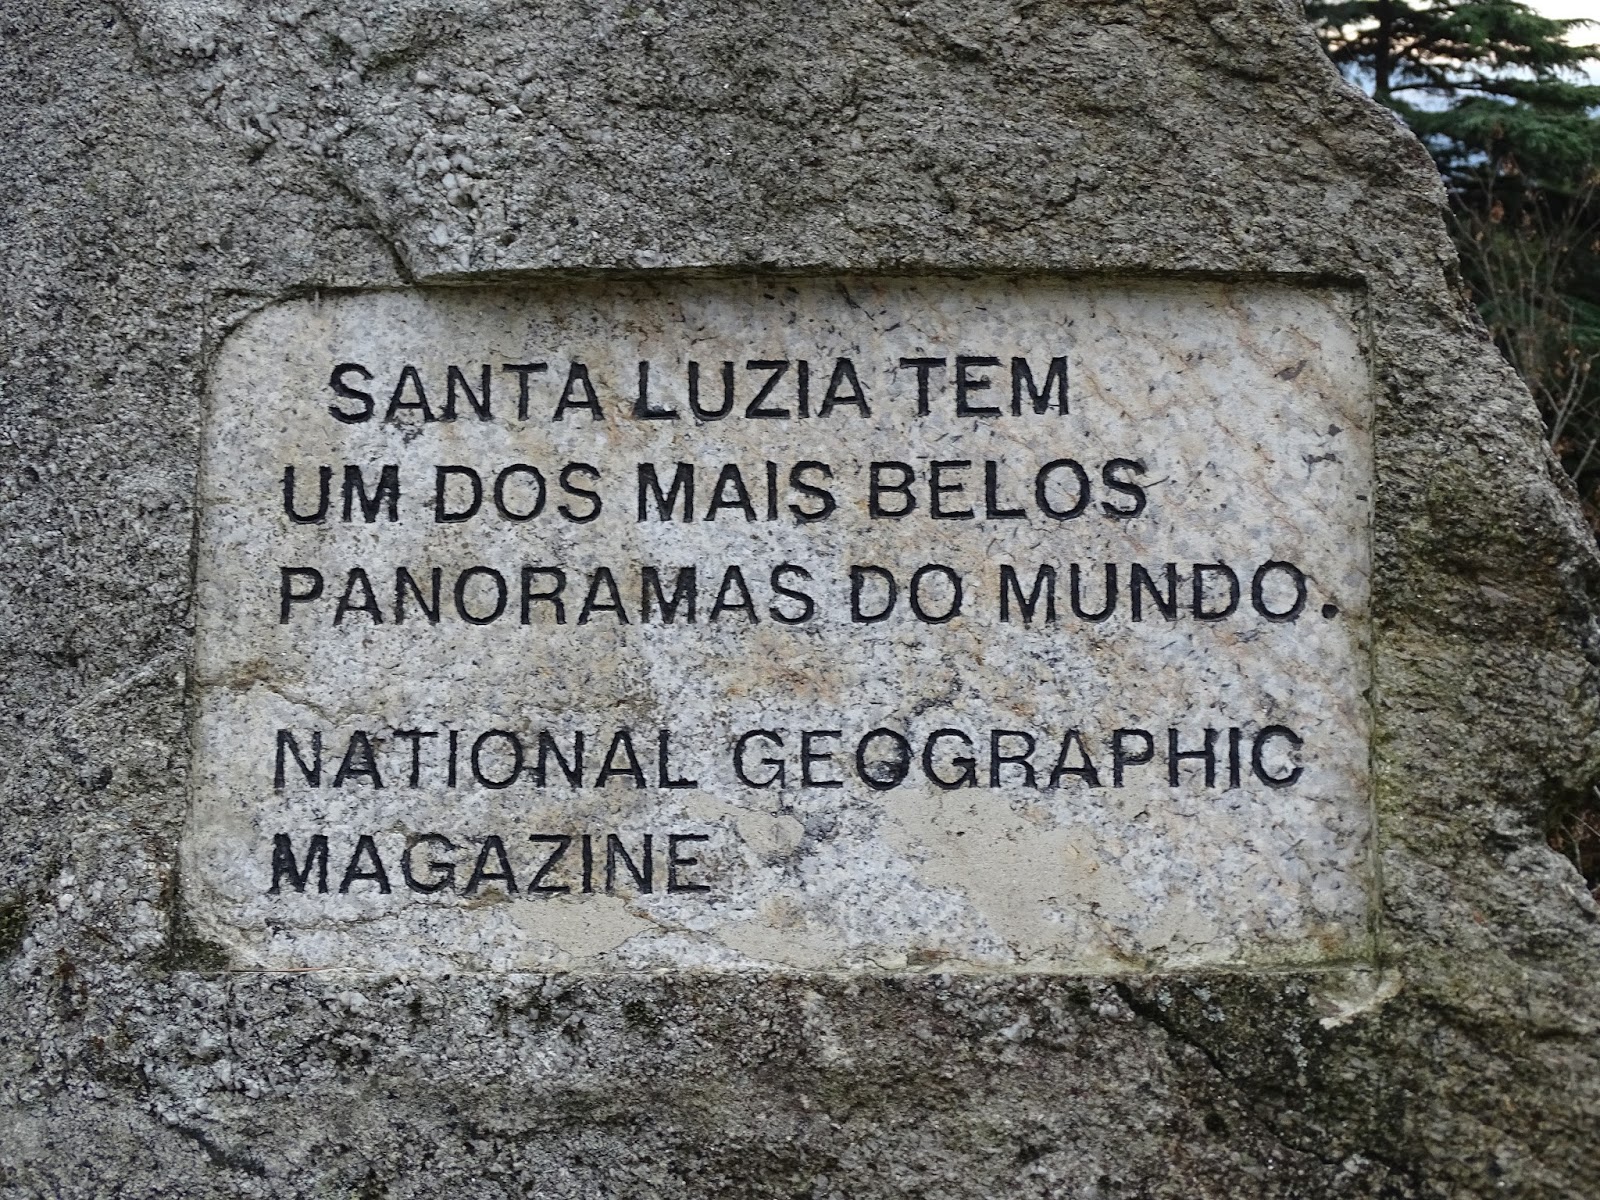 SANTA LUZIA TEM
UM DOS MAIS BELOS
PANORAMAS DO MUNDO.
NATIONAL GEOGRAPHIC
MAGAZINE